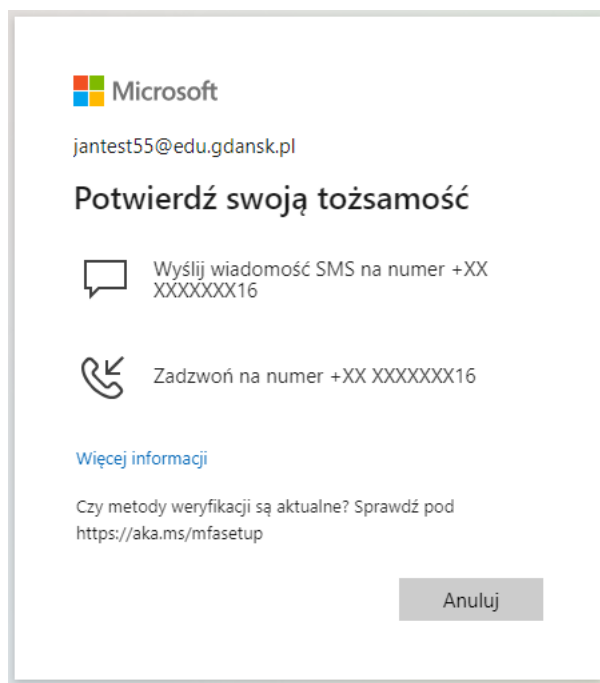 Microsoft
jantest55@edu.gdansk.pl
Potwierdź swoją tożsamość
Wyślij wiadomość SMS na numer +XX
XXXXXXX16
Zadzwoń na numer +XX XXXXXXX16
Więcej informacji
Czy metody weryfikacji są aktualne? Sprawdź pod
https://aka.ms/mfasetup
Anuluj